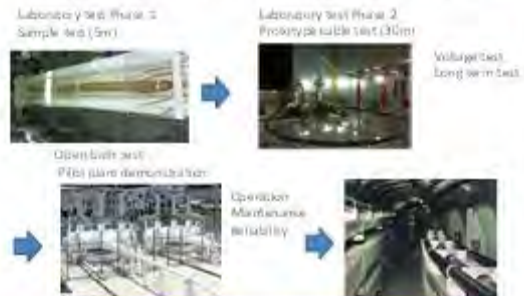 Laboratory test Phase 1
Sample test (5m)
Laboratory test Phase 2
Prototype cable test (30m)
Voltage test
Long term test
Open bath test
Pilot plant demonstration
Operation
Maintenance
Reliability